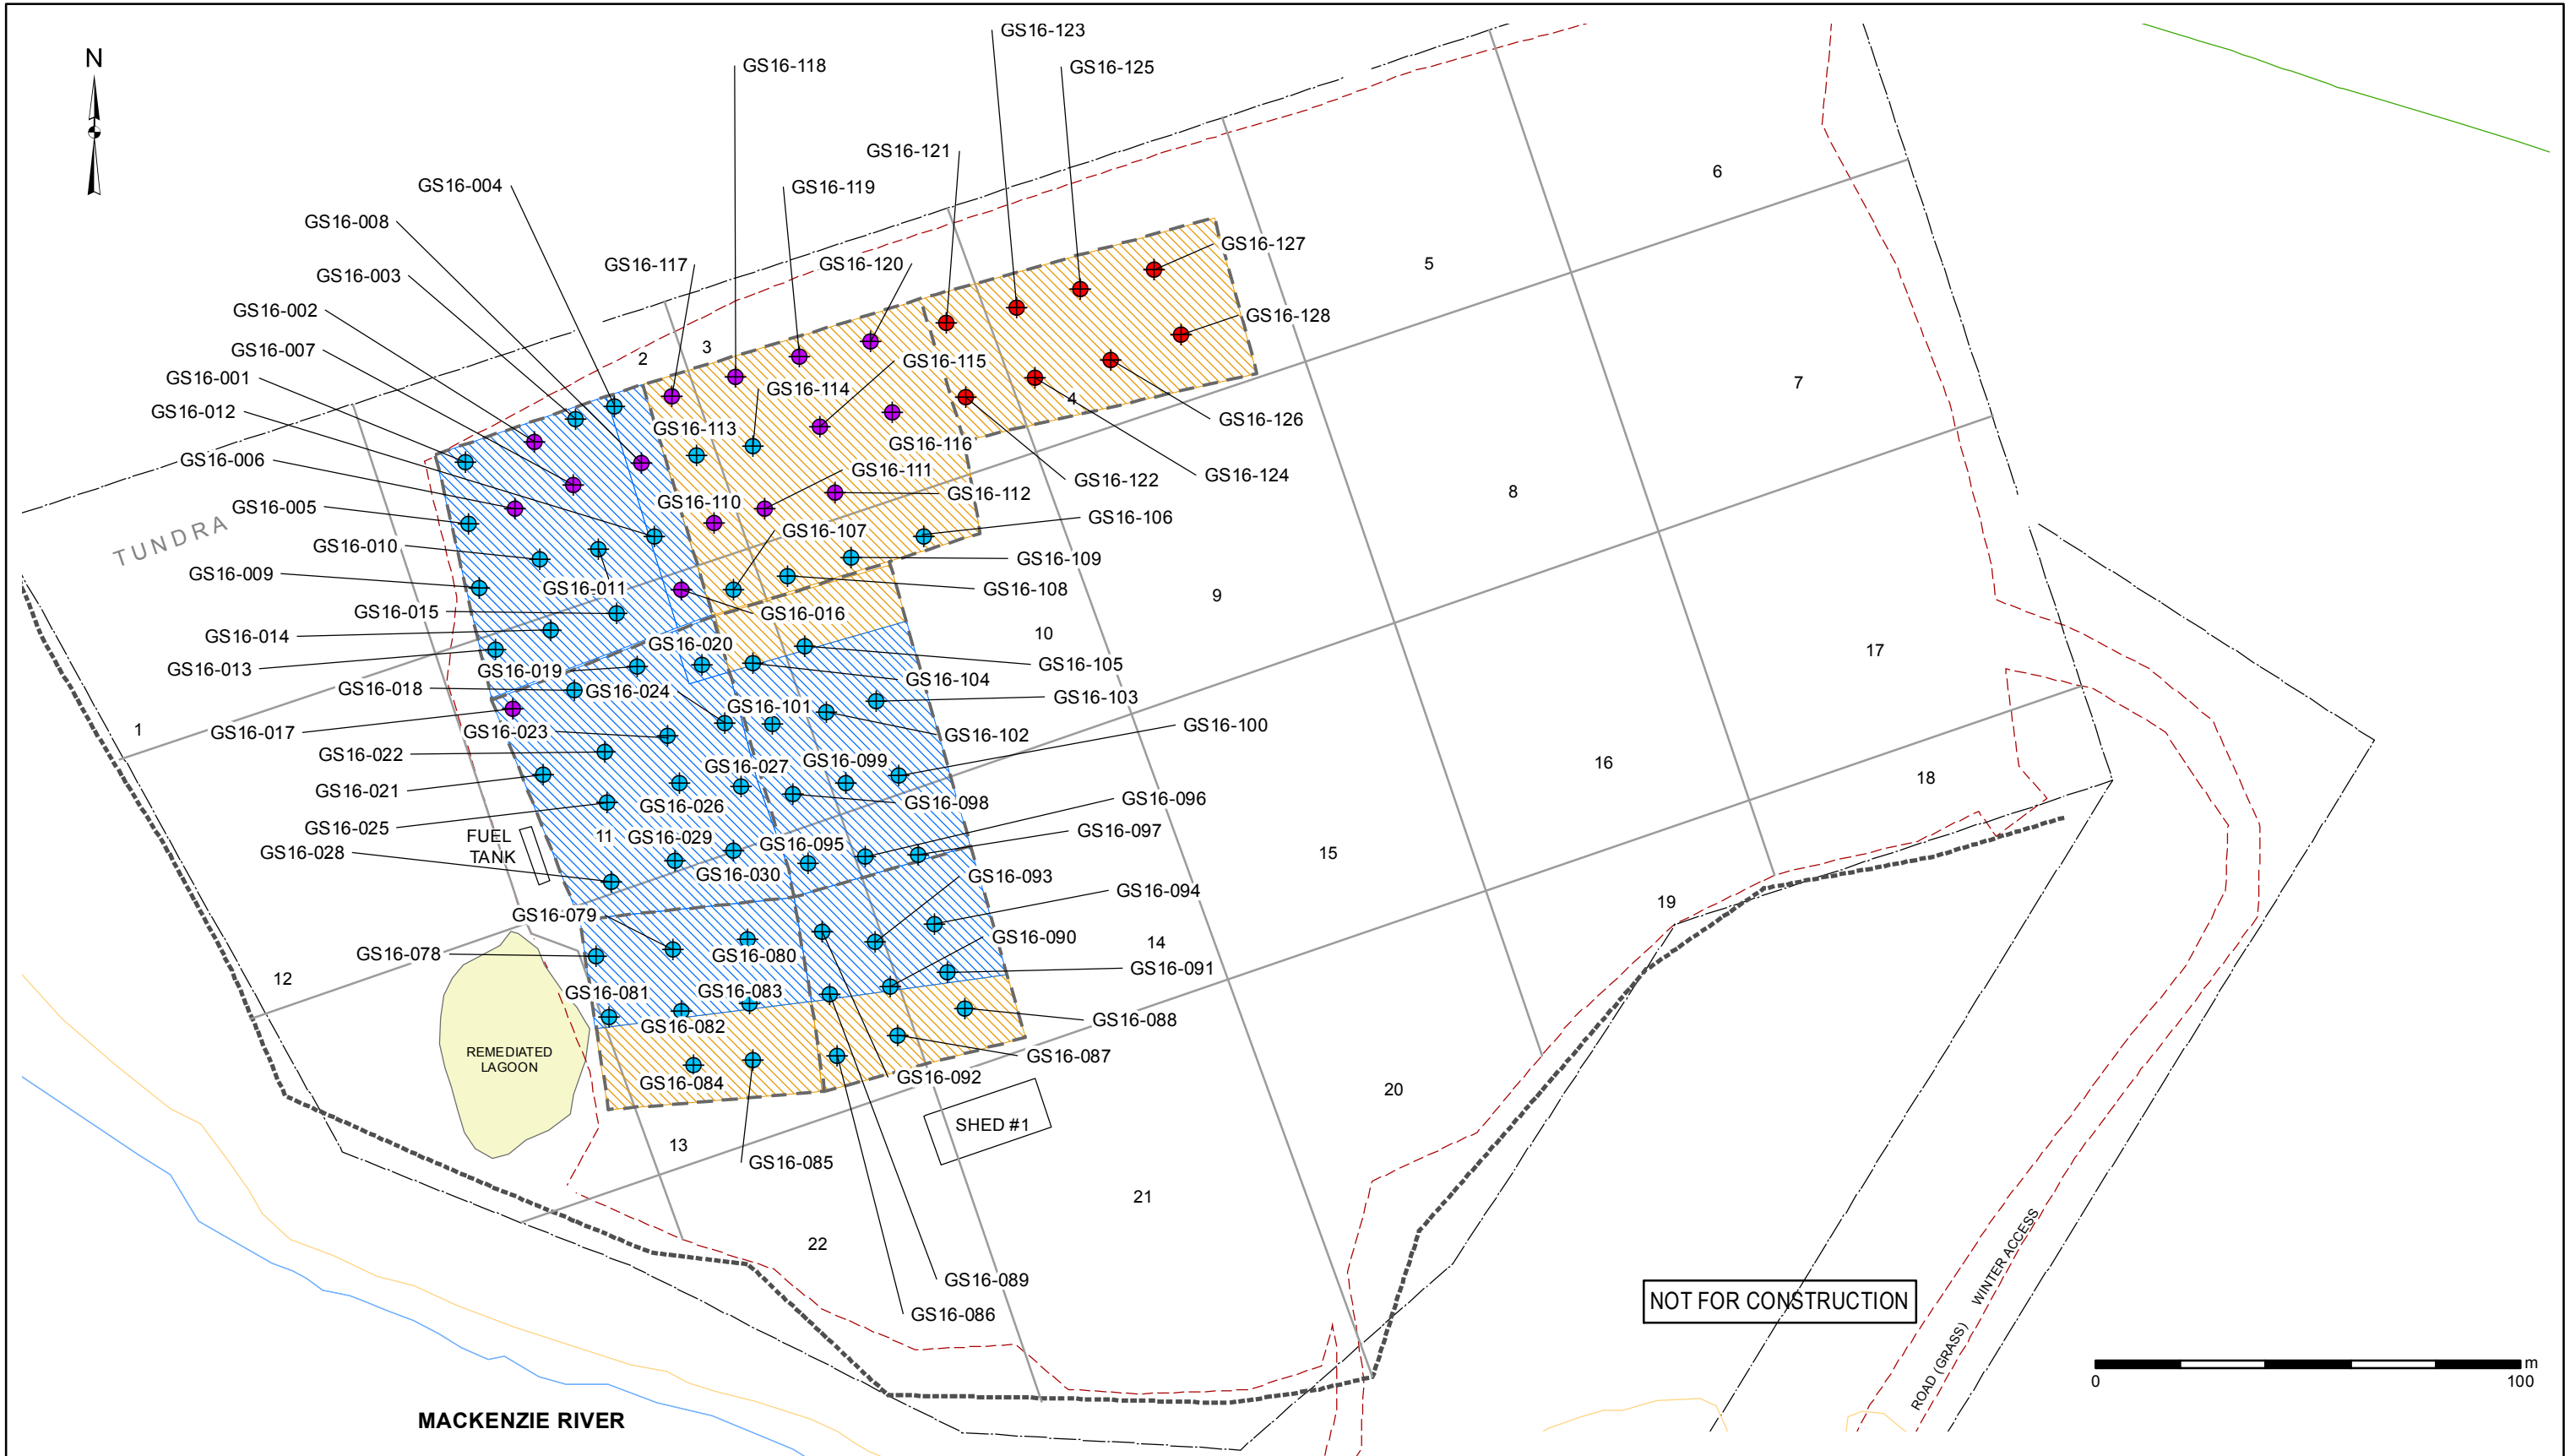 GS16-123
N
GS16-118
GS16-125
GS16-121
6
GS16-004
GS16-119
GS16-008
GS16-127
GS16-117
GS16-120
5
GS16-003
GS16-002
GS16-128
GS16-007
2
3
GS16-115
GS16-001
GS16-114
7
GS16-012
4
GS16-126
GS16-113
GS16-116
GS16-006
GS16-111
GS16-124
GS16-122
8
GS16-112
GS16-110
GS16-005
GS16-106
TUNDRA
GS16-107
GS16-010
GS16-109
GS16-009
GS16-011
GS16-108
9
GS16-015
GS16-016
GS16-014
10
GS16-020
17
GS16-105
GS16-013
GS16-019
GS16-104
GS16-018
GS16-024
GS16-103
GS16-101
GS16-100
1
GS16-017
GS16-023
GS16-102
GS16-022
GS16-027
GS16-099
16
18
GS16-021
GS16-026
GS16-098
GS16-096
GS16-025
GS16-097
FUEL
TANK
11
GS16-029
GS16-095
GS16-028
15
GS16-030
GS16-093
GS16-094
19
GS16-079
GS16-090
14
GS16-078
GS16-080
GS16-091
12
GS16-081
GS16-083
GS16-088
GS16-082
REMEDIATED
LAGOON
GS16-087
GS16-084
GS16-092
20
SHED #1
13
GS16-085
21
22
GS16-089
WINTER ACCESS
NOT FOR CONSTRUCTION
GS16-086
ROAD (GRASS)
m
0
100
MACKENZIE RIVER